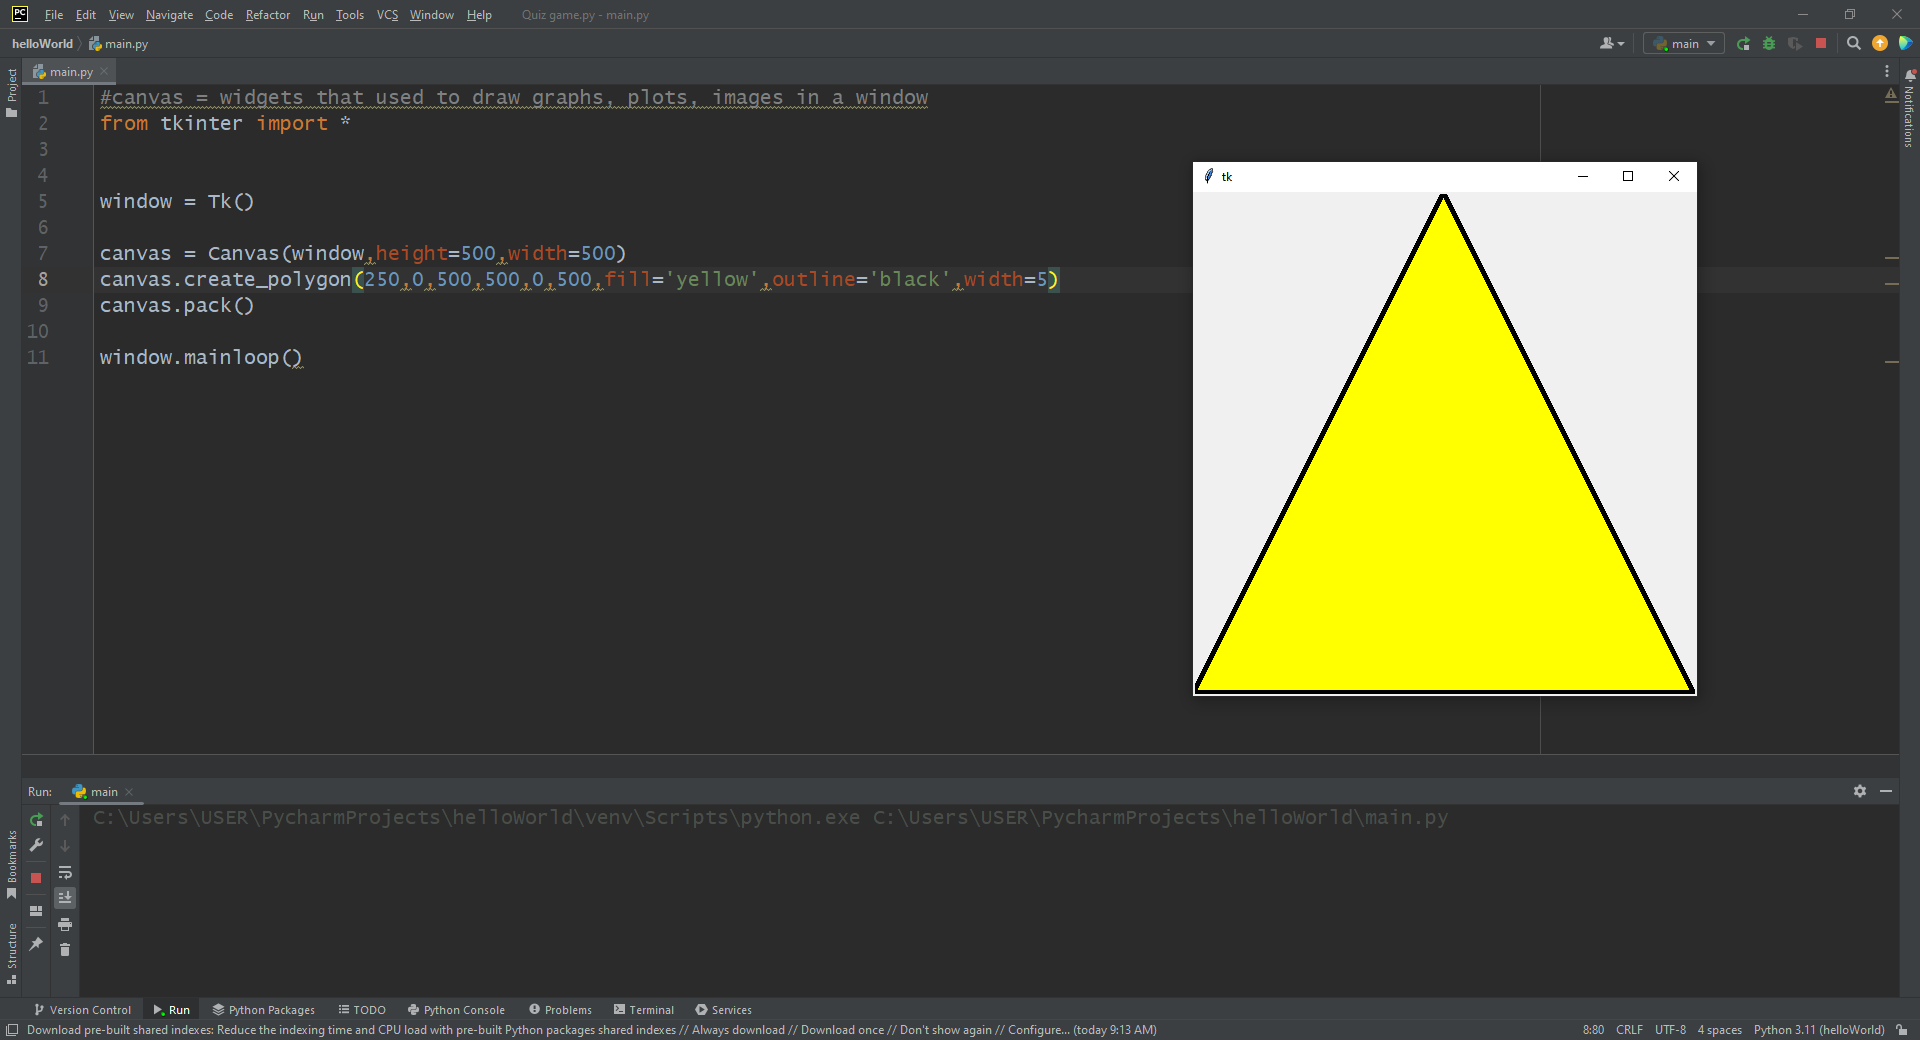 PC File Edit View Navigate Code Refactor Run Tools VCS Window Help Quiz game.py - main.py
helloWorld main.py main
main.py
Project
Notifications
1 #canvas = widgets that used to draw graphs, plots, images in a window
2 from tkinter import *
3
4
5 window = Tk()
6
7 canvas = Canvas(window,height=500,width=500)
8 canvas.create_polygon(250,0,500,500,0,500,fill='yellow',outline='black',width=5)
9 canvas.pack()
10
11 window.mainloop()
tk
Run: main
C:\Users\USER\PycharmProjects\helloWorld\venv\Scripts\python.exe C:\Users\USER\PycharmProjects\helloWorld\main.py
Bookmarks
Structure
Version Control Run Python Packages TODO Python Console Problems Terminal Services
Download pre-built shared indexes: Reduce the indexing time and CPU load with pre-built Python packages shared indexes // Always download // Download once // Don't show again // Configure... (today 9:13 AM) 8:80 CRLF UTF-8 4 spaces Python 3.11 (helloWorld)